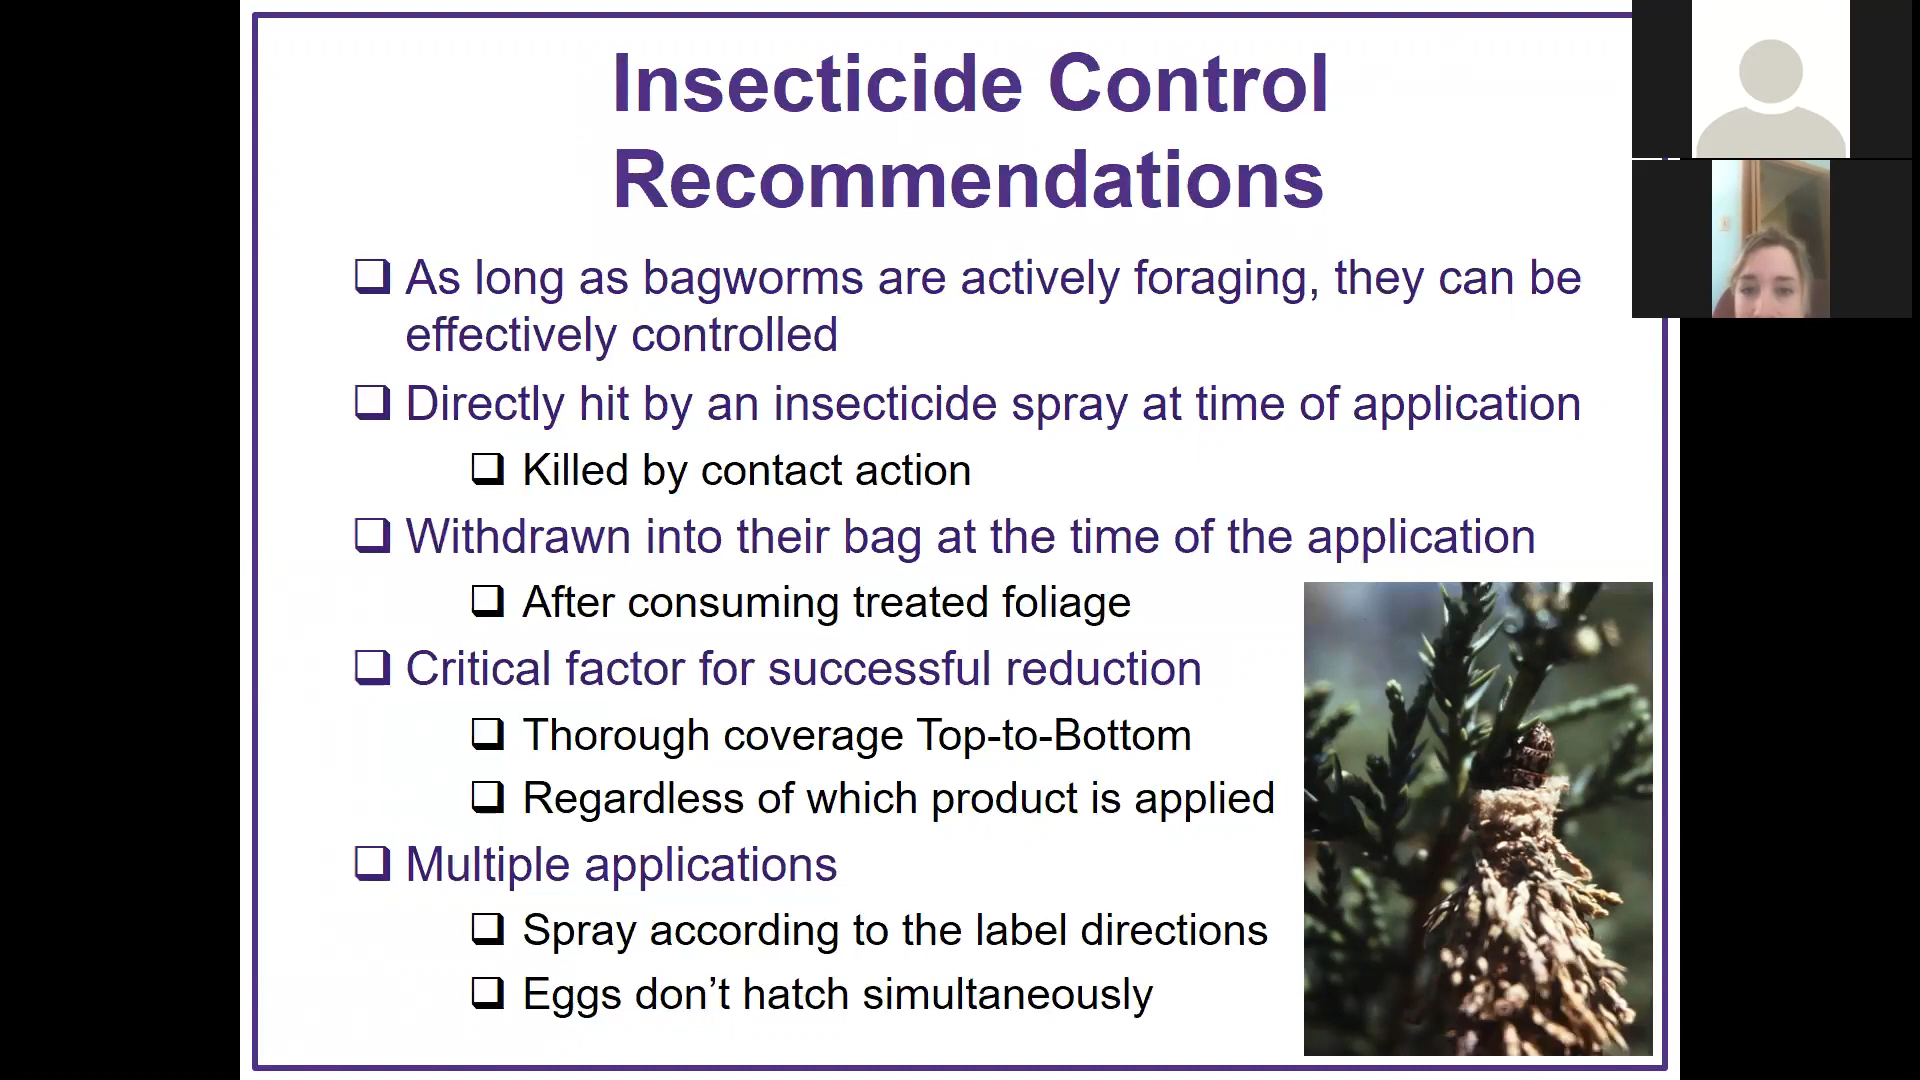 Insecticide Control
Recommendations
❑ As long as bagworms are actively foraging, they can be
effectively controlled
❑ Directly hit by an insecticide spray at time of application
❑ Killed by contact action
❑ Withdrawn into their bag at the time of the application
❑ After consuming treated foliage
❑ Critical factor for successful reduction
❑ Thorough coverage Top-to-Bottom
❑ Regardless of which product is applied
❑ Multiple applications
❑ Spray according to the label directions
❑ Eggs don’t hatch simultaneously